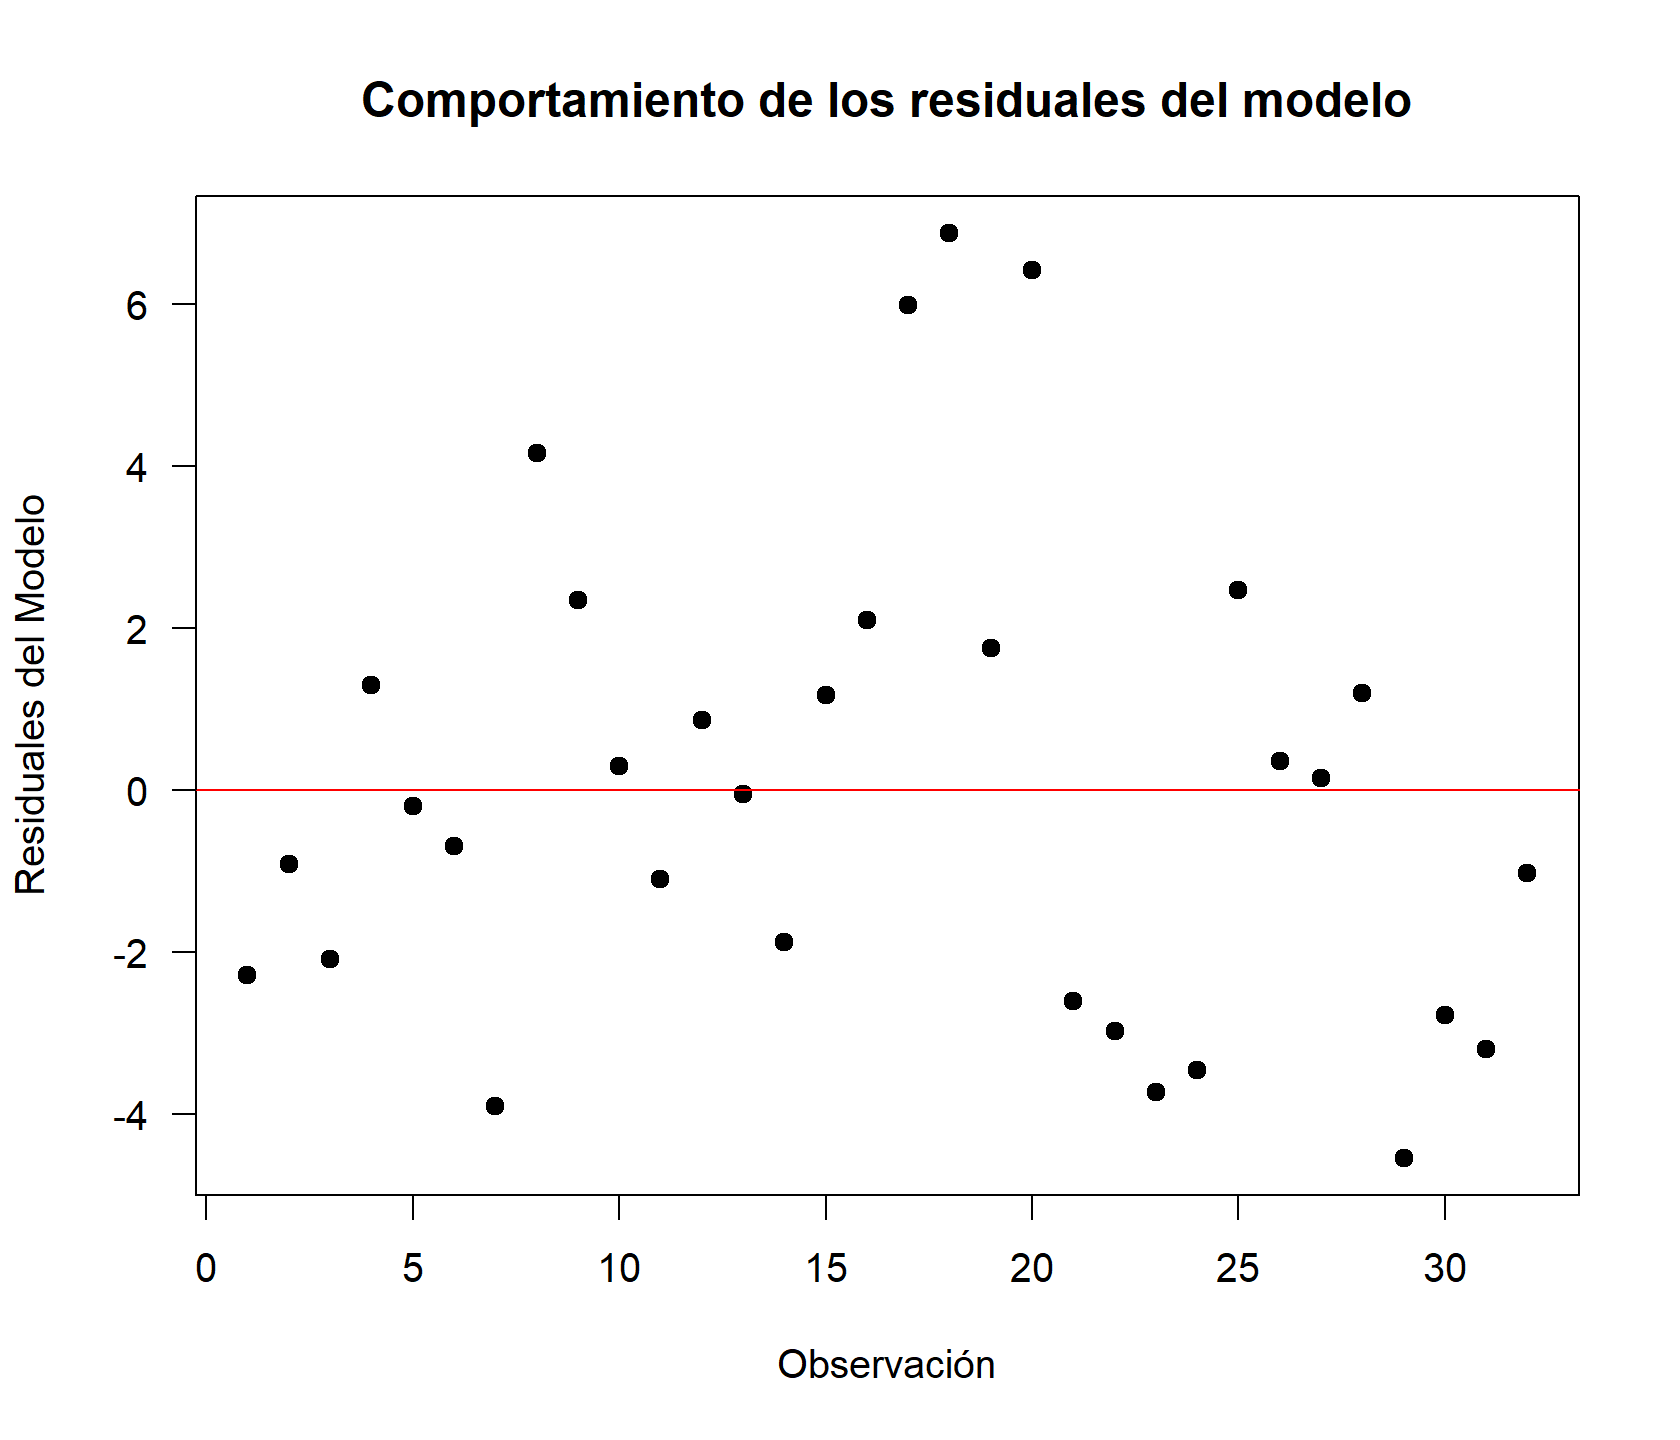 Comportamiento de los residuales del modelo
Residuales del Modelo
6
4
2
0
-2
-4
0 5 10 15 20 25 30
Observación